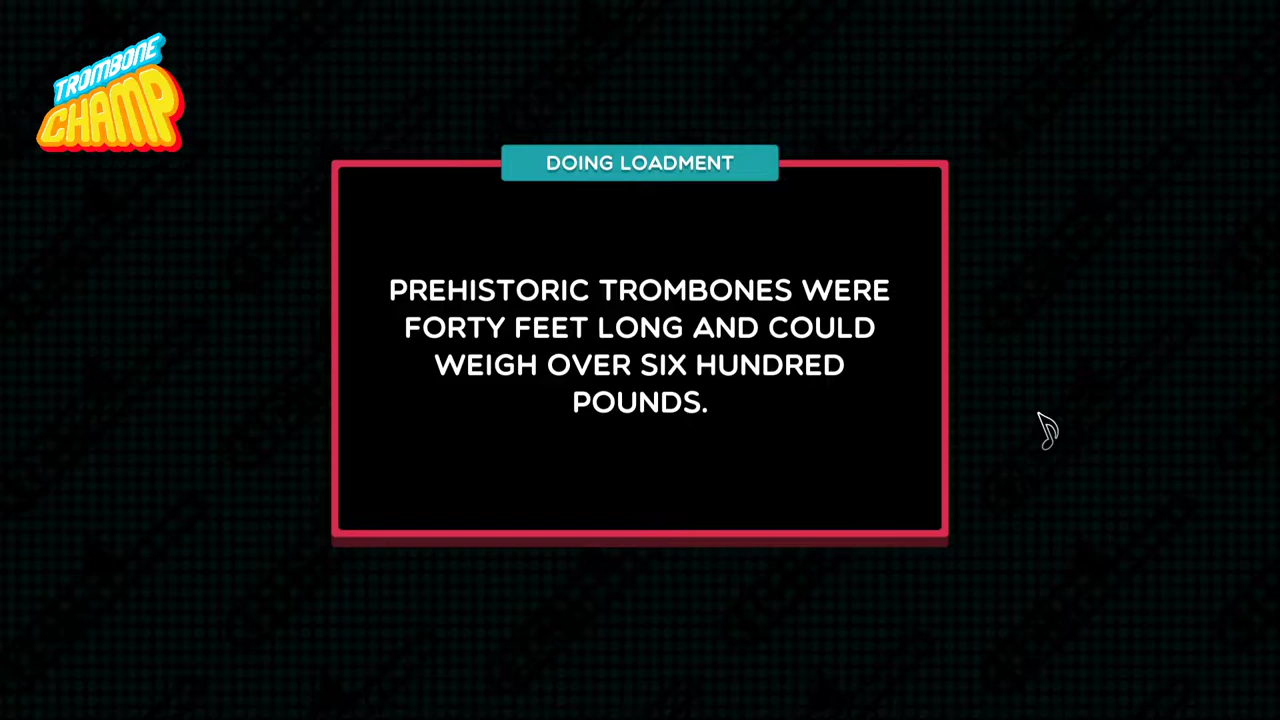 TROMBONE
CHAMP
DOING LOADMENT
PREHISTORIC TROMBONES WERE
FORTY FEET LONG AND COULD
WEIGH OVER SIX HUNDRED
POUNDS.